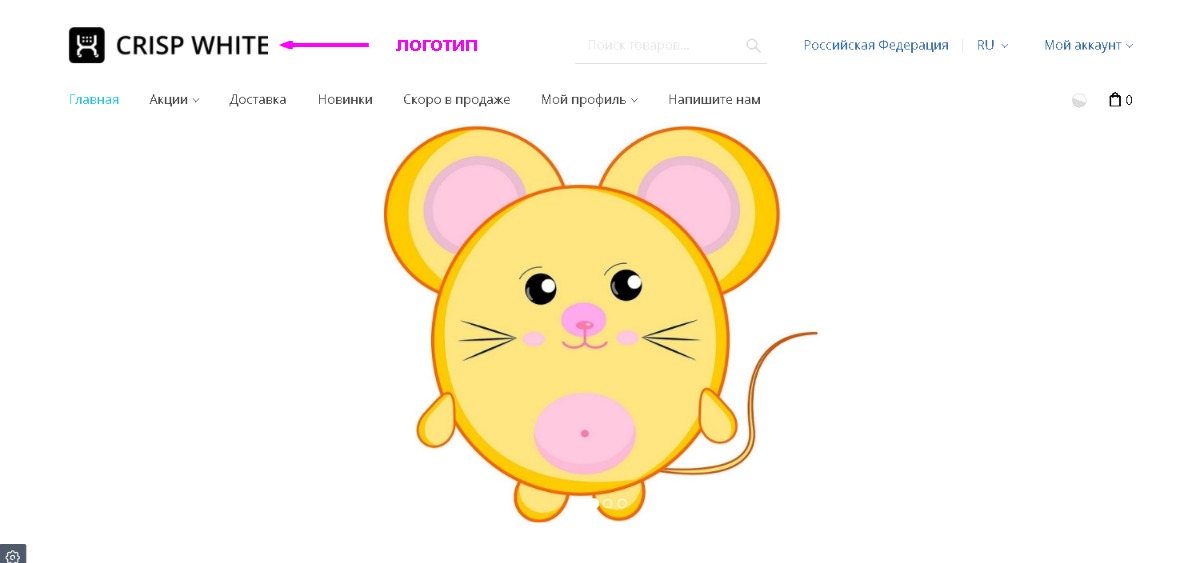 CRISP WHITE
ЛОГОТИП
Поиск товаров...
Российская Федерация
RU
Мой аккаунт
Главная Акции Доставка Новинки Скоро в продаже Мой профиль Напишите нам
0